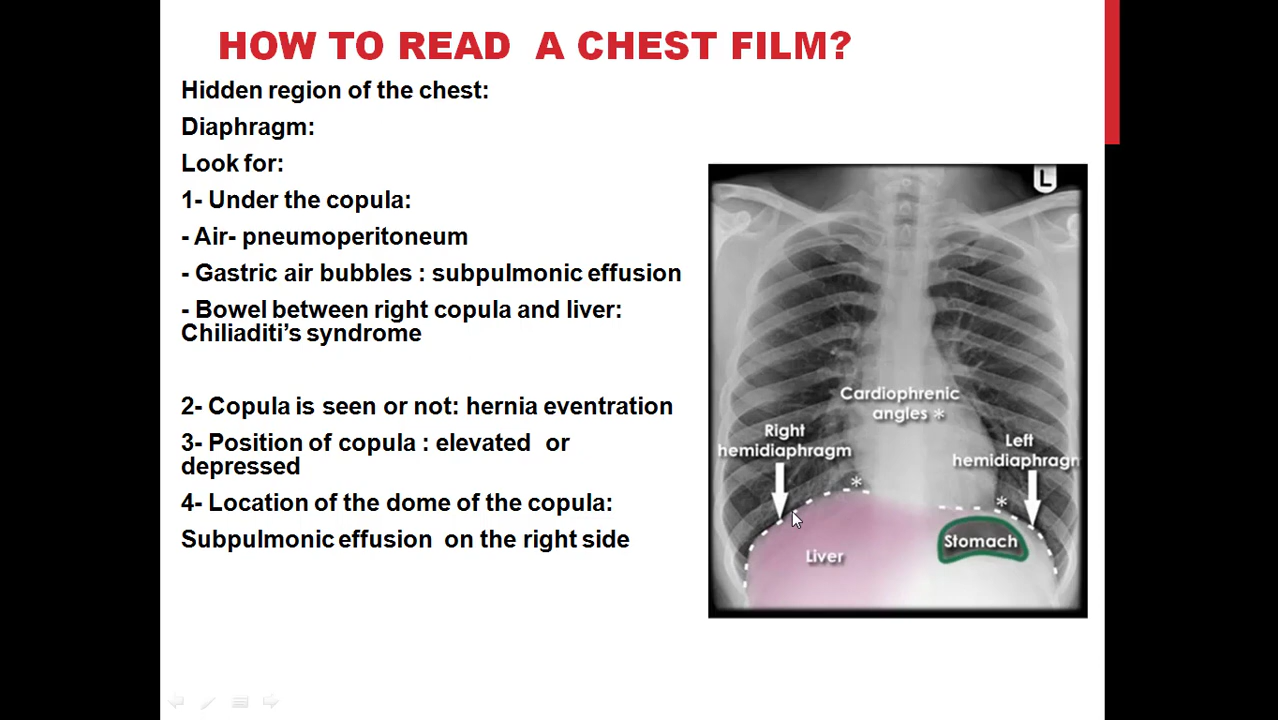 HOW TO READ A CHEST FILM?
Hidden region of the chest:
Diaphragm:
Look for:
1- Under the copula:
- Air- pneumoperitoneum
- Gastric air bubbles : subpulmonic effusion
- Bowel between right copula and liver:
Chiliaditi’s syndrome
2- Copula is seen or not: hernia eventration
3- Position of copula : elevated or
depressed
4- Location of the dome of the copula:
Subpulmonic effusion on the right side
L
Cardiophrenic
angles *
Right
hemidiaphragm
Left
hemidiaphragn
*
*
Stomach
Liver